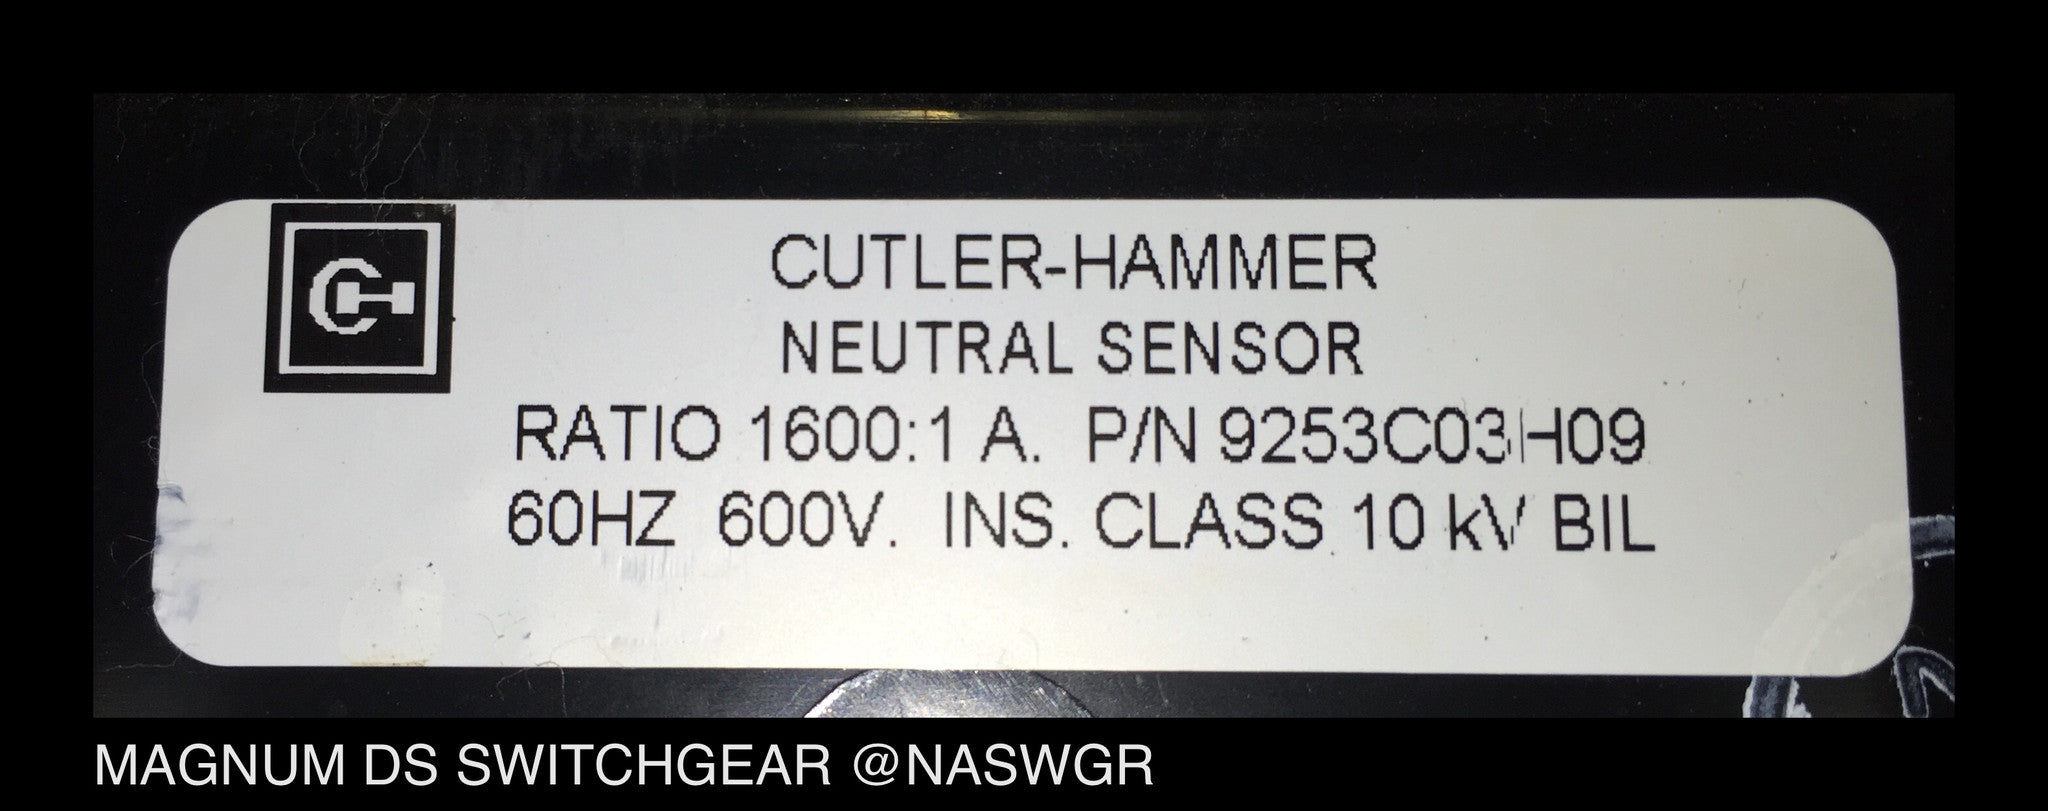 CUTLER-HAMMER
NEUTRAL SENSOR
RATIO 1600:1 A. P/N 9253C03H09
60HZ 600V. INS. CLASS 10 kV BIL
MAGNUM DS SWITCHGEAR @NASWGR